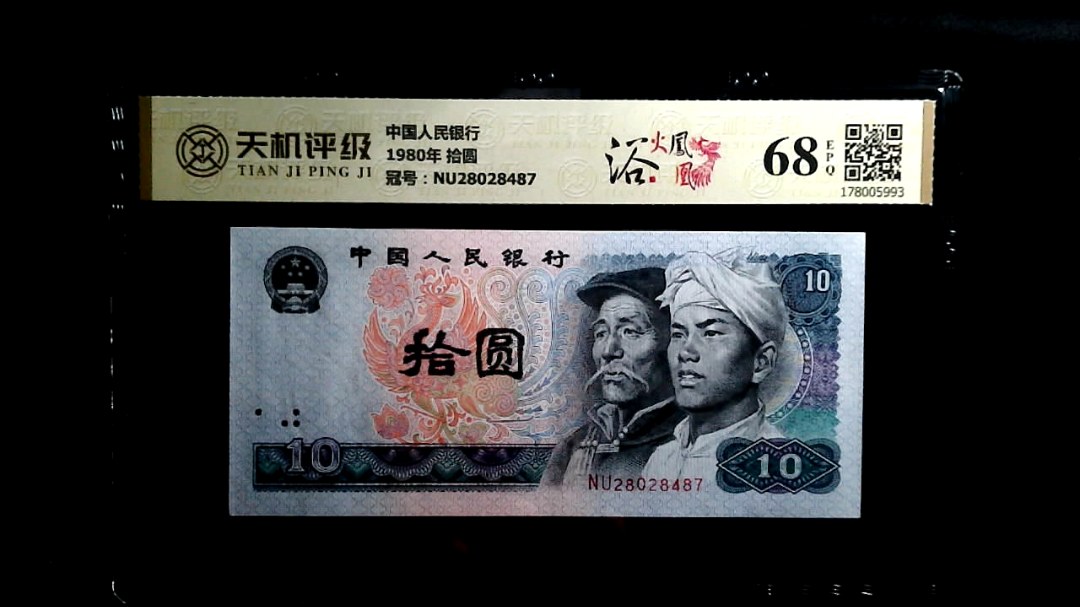 天机评级
TIAN JI PING JI
中国人民银行
1980年 拾圆
冠号：NU28028487
浴火凤凰
68
EPQ
178005993
中国人民银行
10
拾圆
10
NU28028487
10